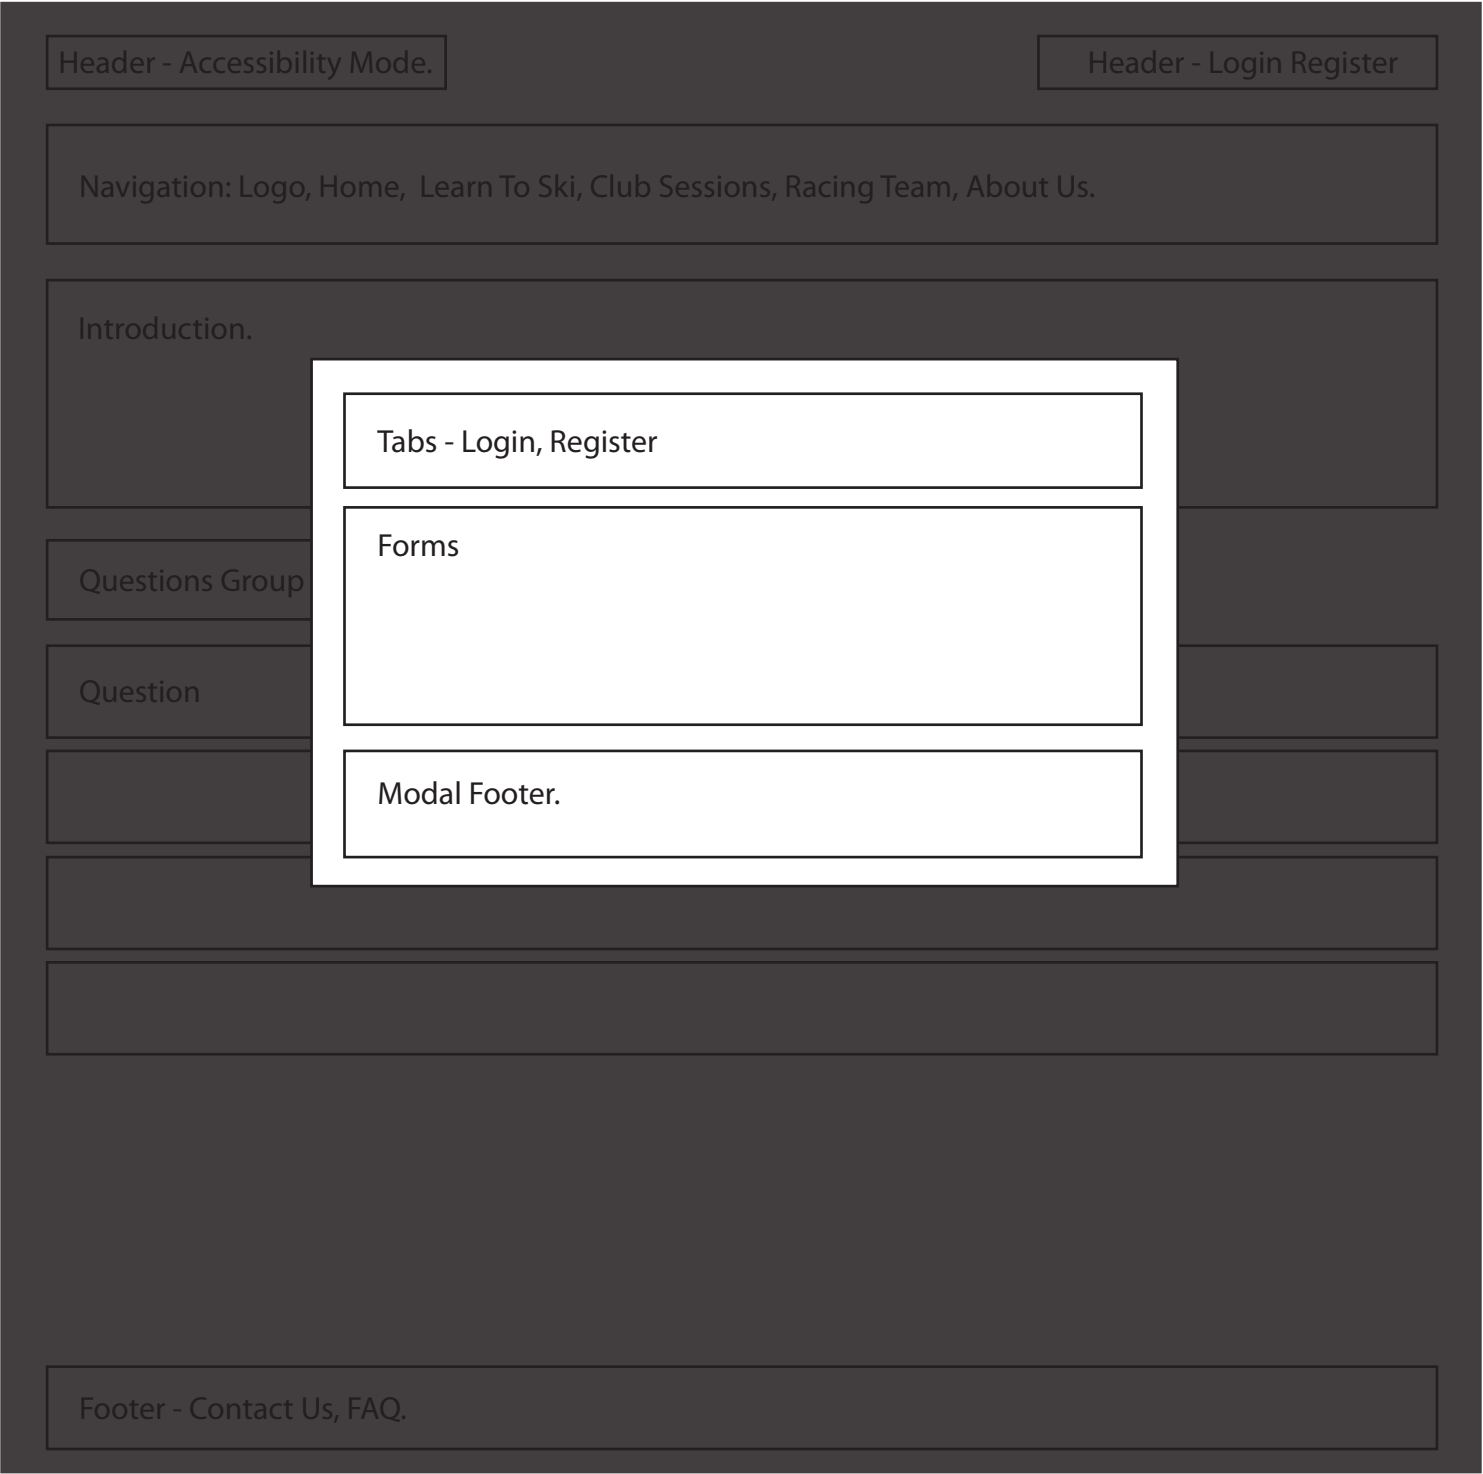 Header - Accessibility Mode.
Header - Login Register
Navigation: Logo, Home,  Learn To Ski, Club Sessions, Racing Team, About Us.
Introduction.
Tabs - Login, Register
Forms
Questions Group
Question
Modal Footer.
Footer - Contact Us, FAQ.